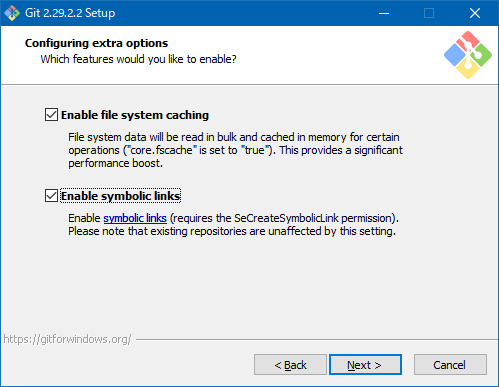 Git 2.29.2.2 Setup
Configuring extra options
Which features would you like to enable?
Enable file system caching
File system data will be read in bulk and cached in memory for certain
operations ("core.fscache" is set to "true"). This provides a significant
performance boost.
Enable symbolic links
Enable symbolic links (requires the SeCreateSymbolicLink permission).
Please note that existing repositories are unaffected by this setting.
https://gitforwindows.org/
< Back
Next >
Cancel